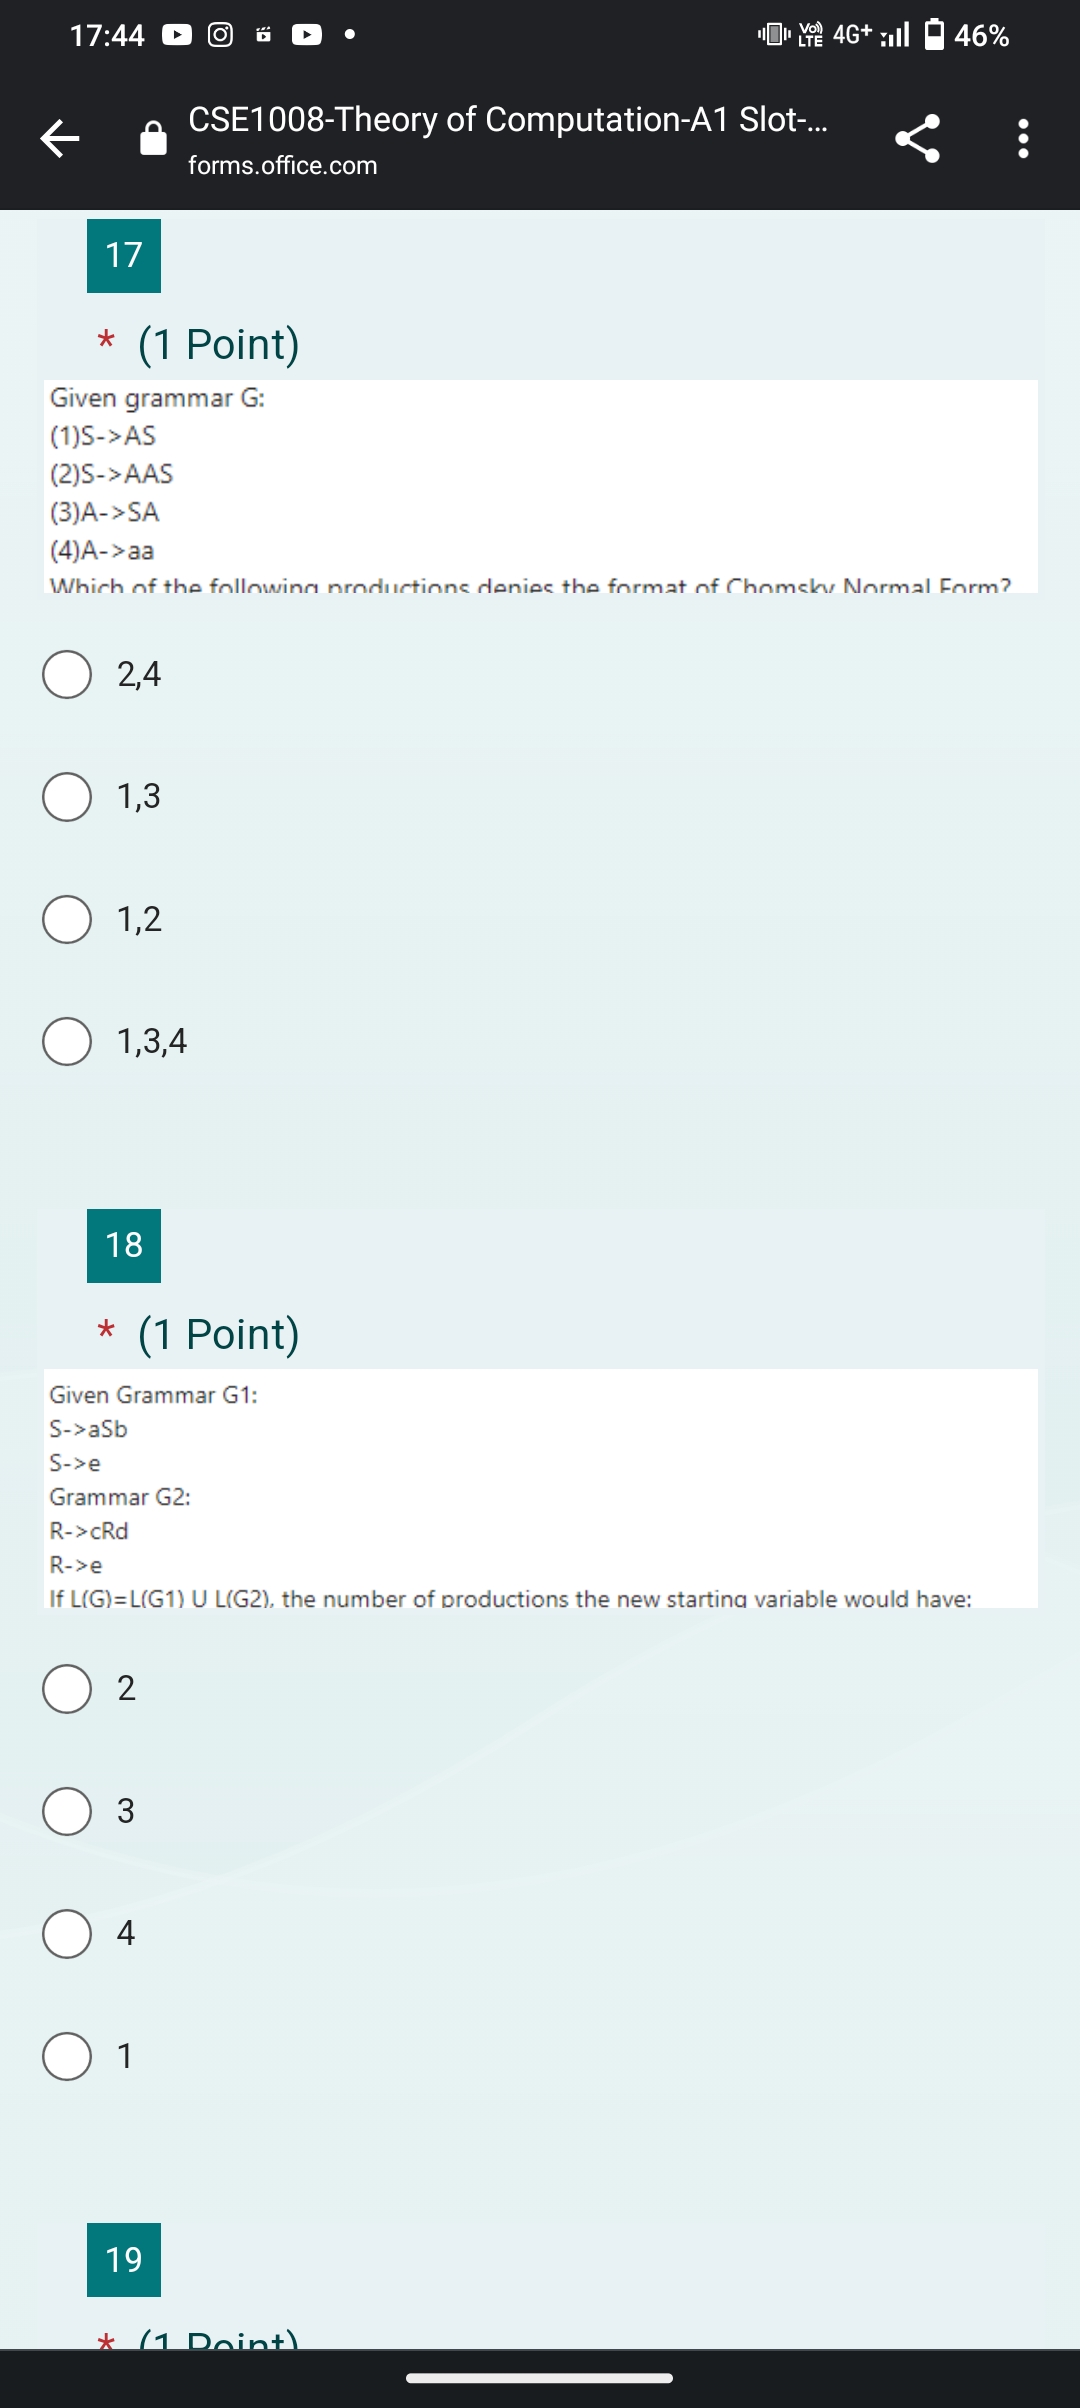 17:44
Vo)) LTE 4G+ 46%
CSE1008-Theory of Computation-A1 Slot-...
forms.office.com
17
* (1 Point)
Given grammar G:
(1)S->AS
(2)S->AAS
(3)A->SA
(4)A->aa
Which of the following productions denies the format of Chomsky Normal Form?
2,4
1,3
1,2
1,3,4
18
* (1 Point)
Given Grammar G1:
S->aSb
S->e
Grammar G2:
R->cRd
R->e
If L(G)=L(G1) U L(G2), the number of productions the new starting variable would have:
2
3
4
1
19
* (1 Point)